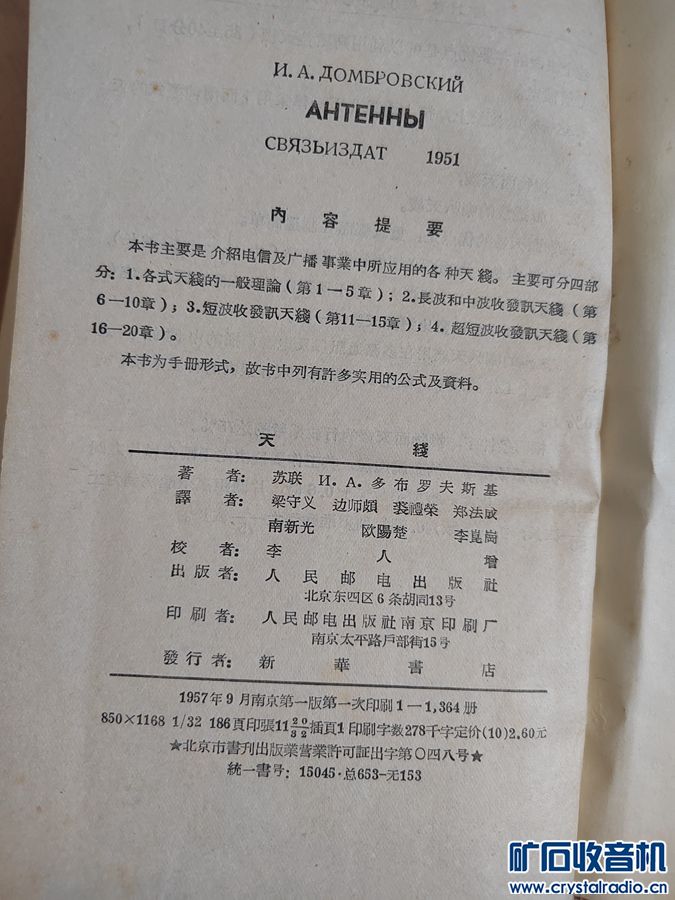 И. А. ДОМБРОВСКИЙ
АНТЕННЫ
СВЯЗЬИЗДАТ 1951
內容提要
本书主要是介紹电信及广播事業中所应用的各种天綫。主要可分四部
分：1.各式天綫的一般理論（第1—5章）；2.長波和中波收發訊天綫（第
6—10章）；3.短波收發訊天綫（第11—15章）；4.超短波收發訊天綫（第
16—20章）。
本书为手册形式，故书中列有許多实用的公式及資料。
天綫
著者：苏联 И.А.多布罗夫斯基
譯者：梁守义 边师頗 裘禮榮 郑法成
南新光 欧陽楚 李崑崗
校者：李人增
出版者：人民邮电出版社
北京东四区6条胡同13号
印刷者：人民邮电出版社南京印刷厂
南京太平路戶部街15号
發行者：新華書店
1957年9月南京第一版第一次印刷1—1,364册
850×1168 1/32 186頁印張11 20/32 插頁1印刷字数278千字定价(10)2.60元
★北京市書刊出版業营業許可証出字第〇四八号★
統一書号：15045·总653-无153
矿石收音机
www.crystalradio.cn